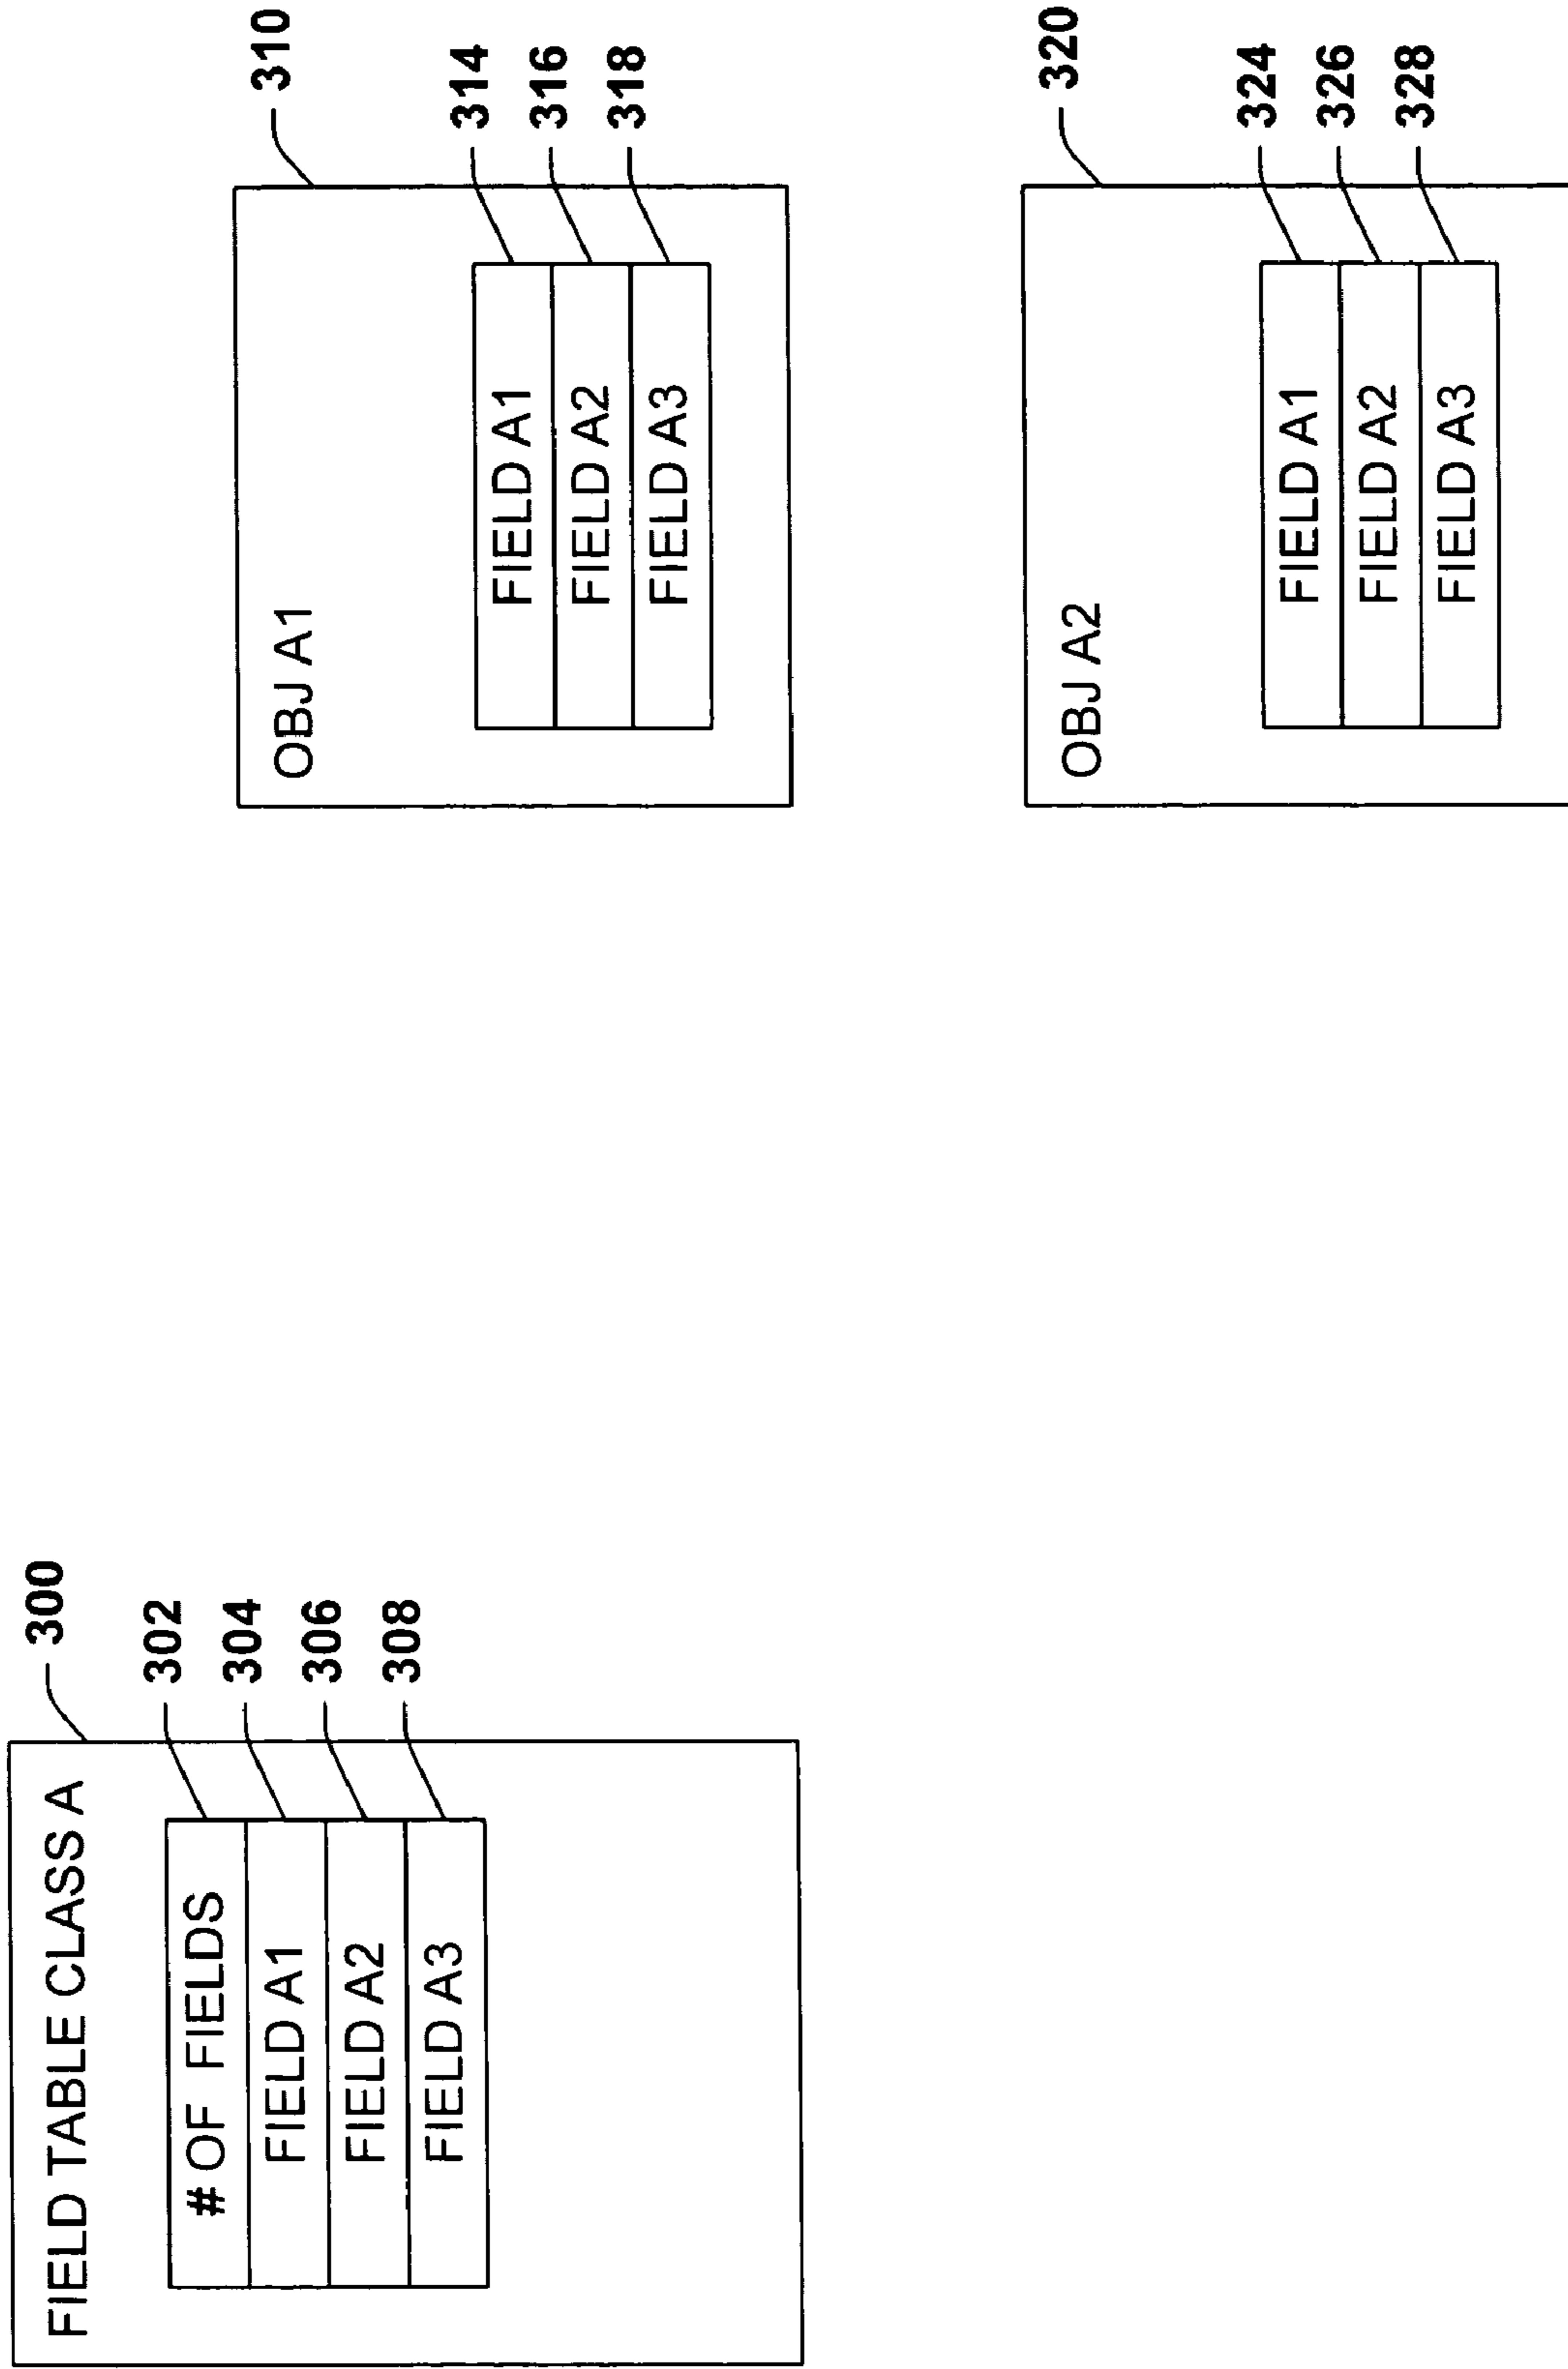 FIELD TABLE CLASS A
300
# OF FIELDS
302
FIELD A1
304
FIELD A2
306
FIELD A3
308
OBJ A1
310
FIELD A1
314
FIELD A2
316
FIELD A3
318
OBJ A2
320
FIELD A1
324
FIELD A2
326
FIELD A3
328